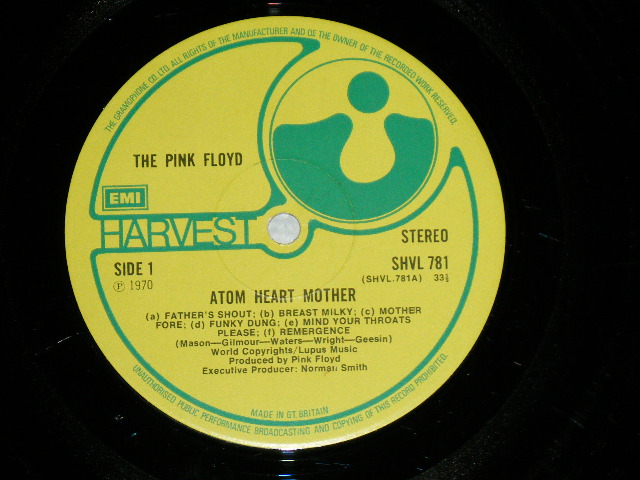 THE GRAMOPHONE CO. LTD. ALL RIGHTS OF THE MANUFACTURER AND OF THE OWNER OF THE RECORDED WORK RESERVED.
THE PINK FLOYD
EMI
HARVEST
STEREO
SIDE 1
SHVL 781
Ⓟ 1970
(SHVL.781A) 33⅓
ATOM HEART MOTHER
(a) FATHER'S SHOUT; (b) BREAST MILKY; (c) MOTHER
FORE; (d) FUNKY DUNG; (e) MIND YOUR THROATS
PLEASE; (f) REMERGENCE
(Mason—Gilmour—Waters—Wright—Geesin)
World Copyrights/Lupus Music
Produced by Pink Floyd
Executive Producer: Norman Smith
MADE IN GT. BRITAIN
UNAUTHORISED PUBLIC PERFORMANCE BROADCASTING AND COPYING OF THIS RECORD PROHIBITED.